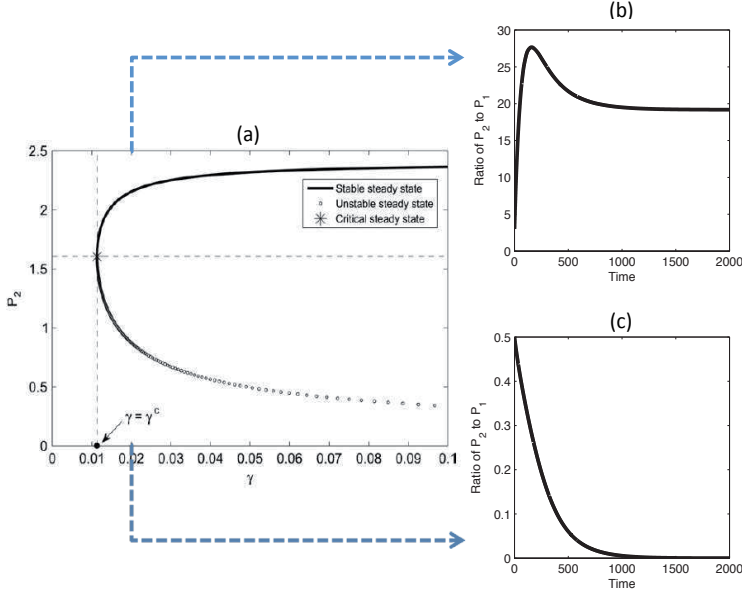 (a)
P₂
2.5
2
1.5
1
0.5
0
Stable steady state
Unstable steady state
Critical steady state
γ = γᶜ
0 0.01 0.02 0.03 0.04 0.05 0.06 0.07 0.08 0.09 0.1
γ
(b)
Ratio of P₂ to P₁
30
25
20
15
10
5
0
0 500 1000 1500 2000
Time
(c)
Ratio of P₂ to P₁
0.5
0.4
0.3
0.2
0.1
0
0 500 1000 1500 2000
Time